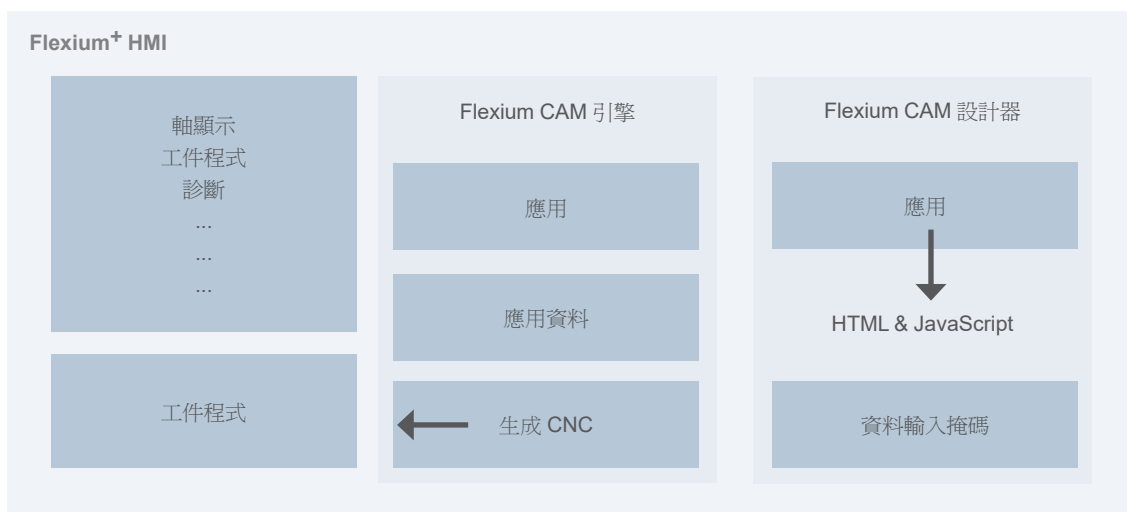 Flexium+ HMI
軸顯示
工件程式
診斷
...
...
...
工件程式
Flexium CAM 引擎
應用
應用資料
生成 CNC
Flexium CAM 設計器
應用
HTML & JavaScript
資料輸入掩碼